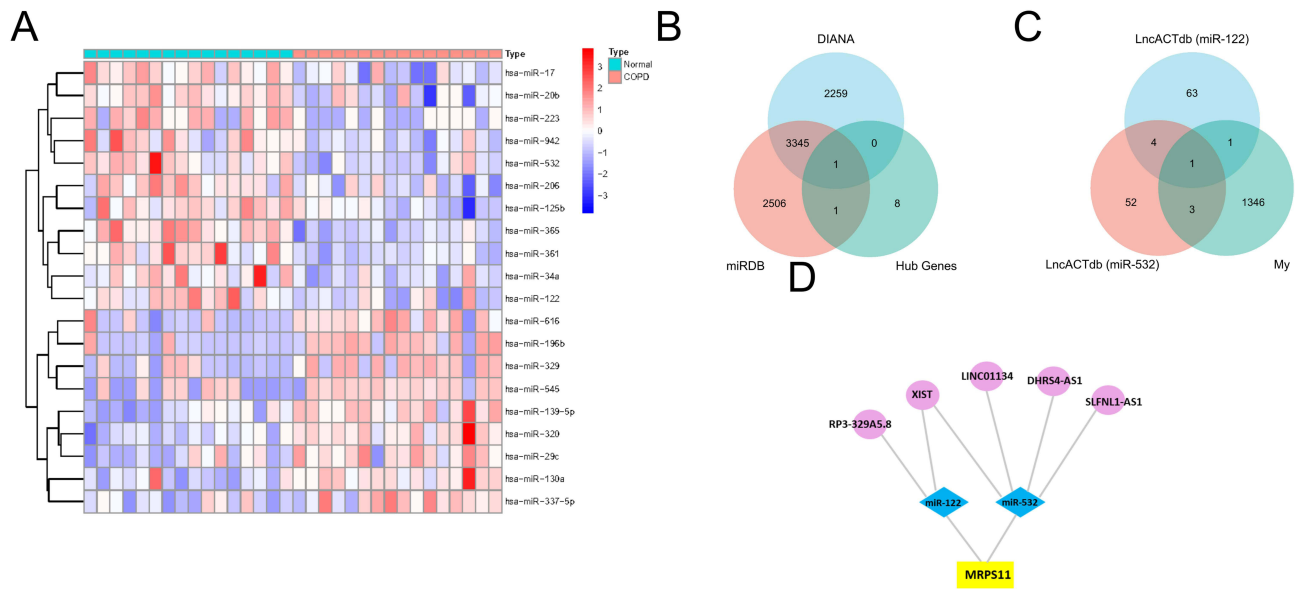 A
Type
hsa-miR-17
hsa-miR-20b
hsa-miR-223
hsa-miR-942
hsa-miR-532
hsa-miR-206
hsa-miR-125b
hsa-miR-365
hsa-miR-361
hsa-miR-34a
hsa-miR-122
hsa-miR-616
hsa-miR-196b
hsa-miR-329
hsa-miR-545
hsa-miR-139-5p
hsa-miR-320
hsa-miR-29c
hsa-miR-130a
hsa-miR-337-5p
3
2
1
0
-1
-2
-3
Type
Normal
COPD
B
DIANA
2259
3345
0
1
2506
1
8
miRDB
Hub Genes
C
LncACTdb (miR-122)
63
4
1
1
52
3
1346
LncACTdb (miR-532)
My
D
RP3-329A5.8
XIST
LINC01134
DHRS4-AS1
SLFNL1-AS1
miR-122
miR-532
MRPS11